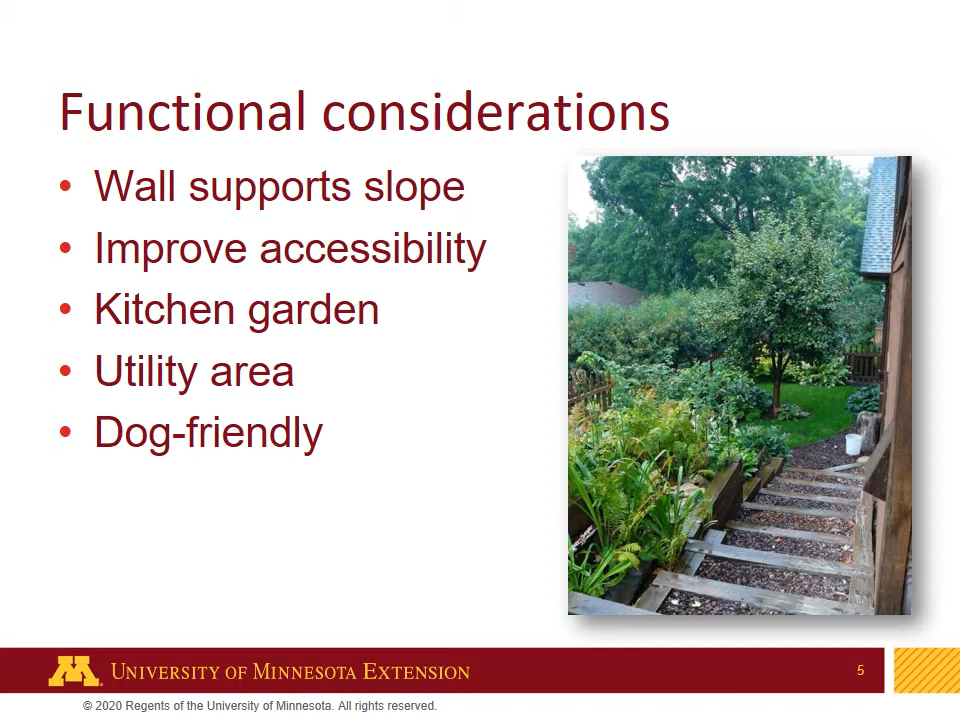 Functional considerations
• Wall supports slope
• Improve accessibility
• Kitchen garden
• Utility area
• Dog-friendly
M
UNIVERSITY OF MINNESOTA EXTENSION
5
© 2020 Regents of the University of Minnesota. All rights reserved.